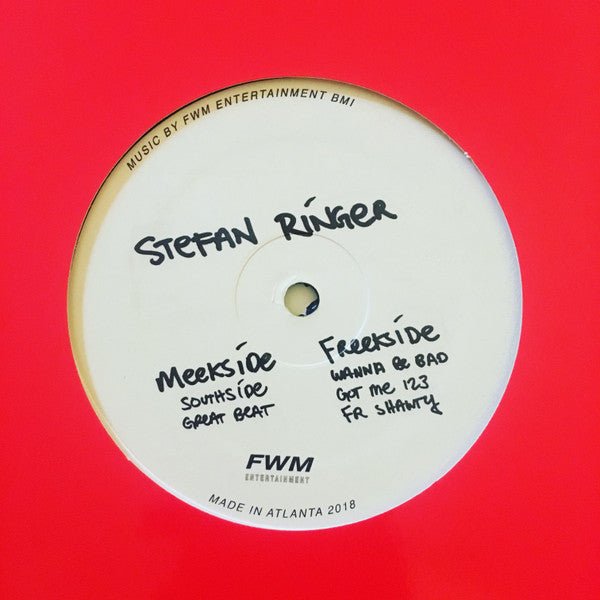 MUSIC BY FWM ENTERTAINMENT BMI
STEFAN RINGER
MEEKSIDE
SOUTHSIDE
GREAT BEAT
FREEKSIDE
WANNA BE BAD
GOT ME 123
FR SHAWTY
FWM
ENTERTAINMENT
MADE IN ATLANTA 2018